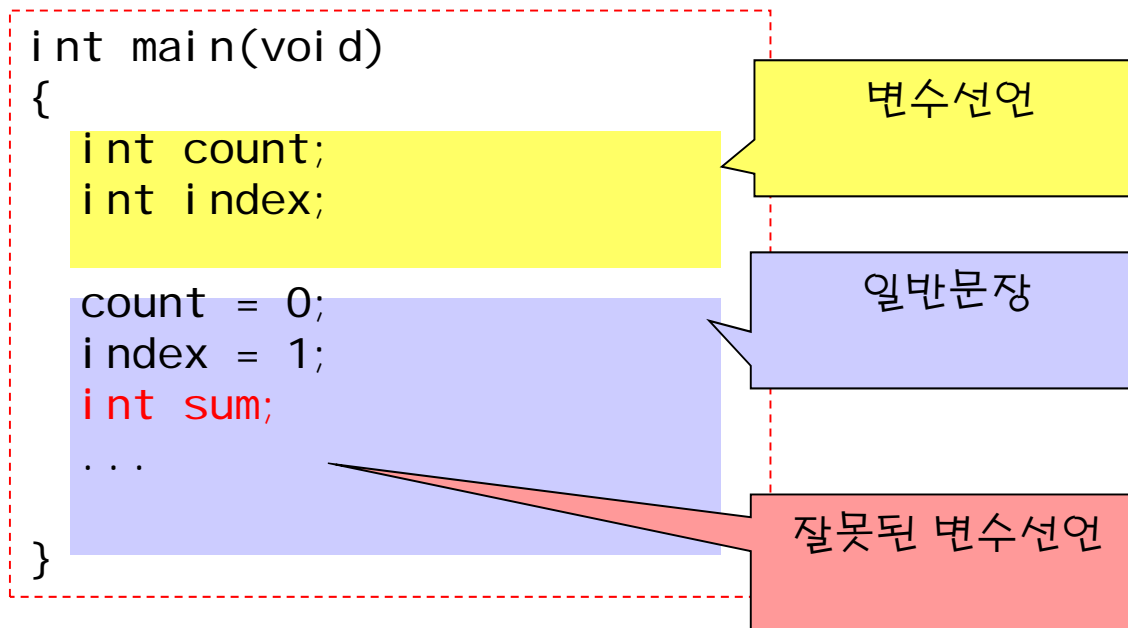 int main(void)
{
int count;
int index;
변수선언
count = 0;
index = 1;
int sum;
...
일반문장
}
잘못된 변수선언